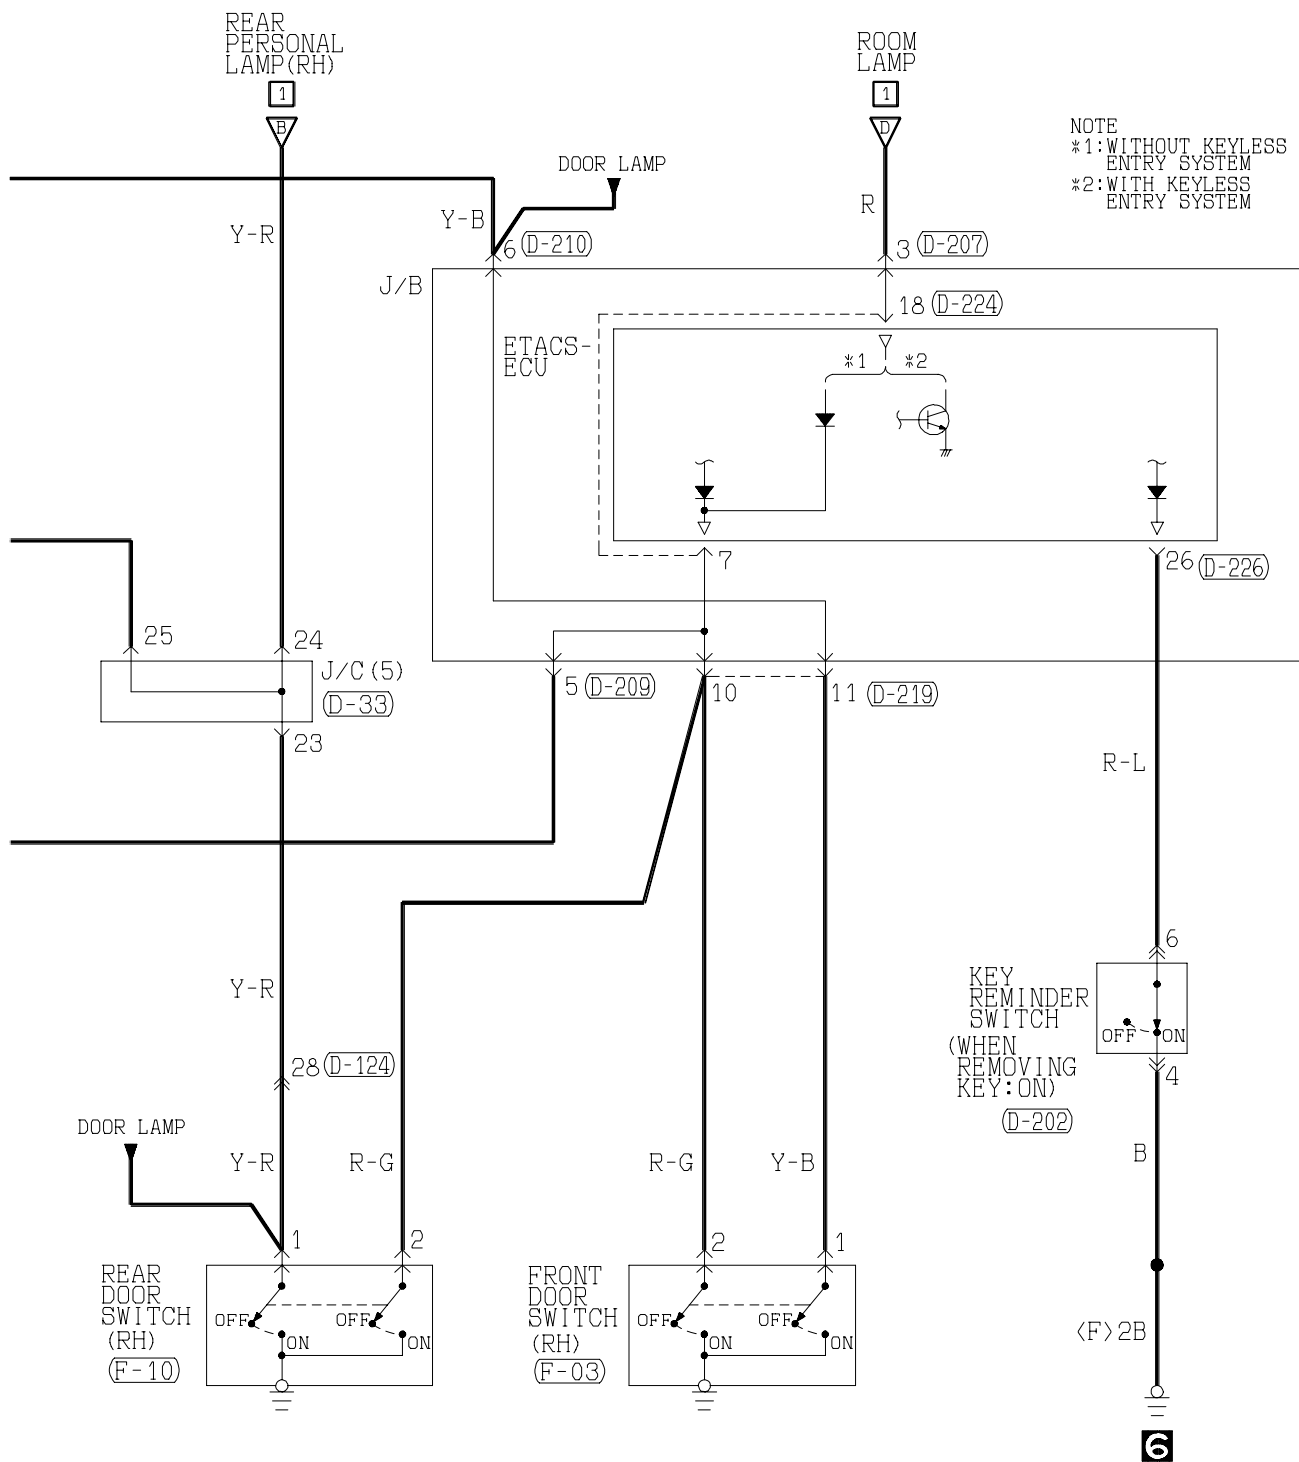 REAR
PERSONAL
LAMP(RH)
1
B
ROOM
LAMP
1
D
NOTE
*1:WITHOUT KEYLESS
ENTRY SYSTEM
*2:WITH KEYLESS
ENTRY SYSTEM
DOOR LAMP
Y-R
Y-B
6 (D-210)
R
3 (D-207)
J/B
18 (D-224)
ETACS-
ECU
*1
*2
7
26 (D-226)
25
24
J/C(5)
(D-33)
23
5 (D-209)
10
11 (D-219)
R-L
6
KEY
REMINDER
SWITCH
(WHEN
REMOVING
KEY:ON)
(D-202)
OFF
ON
4
Y-R
28 (D-124)
DOOR LAMP
Y-R
R-G
R-G
Y-B
B
1
2
2
1
REAR
DOOR
SWITCH
(RH)
(F-10)
OFF
ON
OFF
ON
FRONT
DOOR
SWITCH
(RH)
(F-03)
OFF
ON
OFF
ON
<F>2B
6